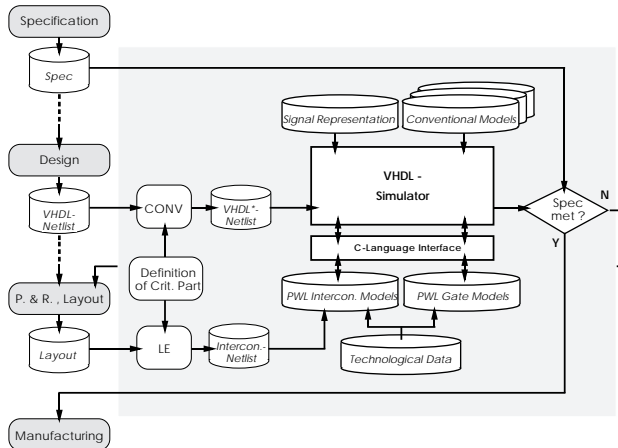 Specification
Spec
Signal Representation
Conventional Models
Design
VHDL -
Simulator
VHDL-
Netlist
CONV
VHDL*-
Netlist
Spec
met ?
N
Y
C-Language Interface
Definition
of Crit. Part
P. & R. , Layout
PWL Intercon. Models
PWL Gate Models
Layout
LE
Intercon.-
Netlist
Technological Data
Manufacturing